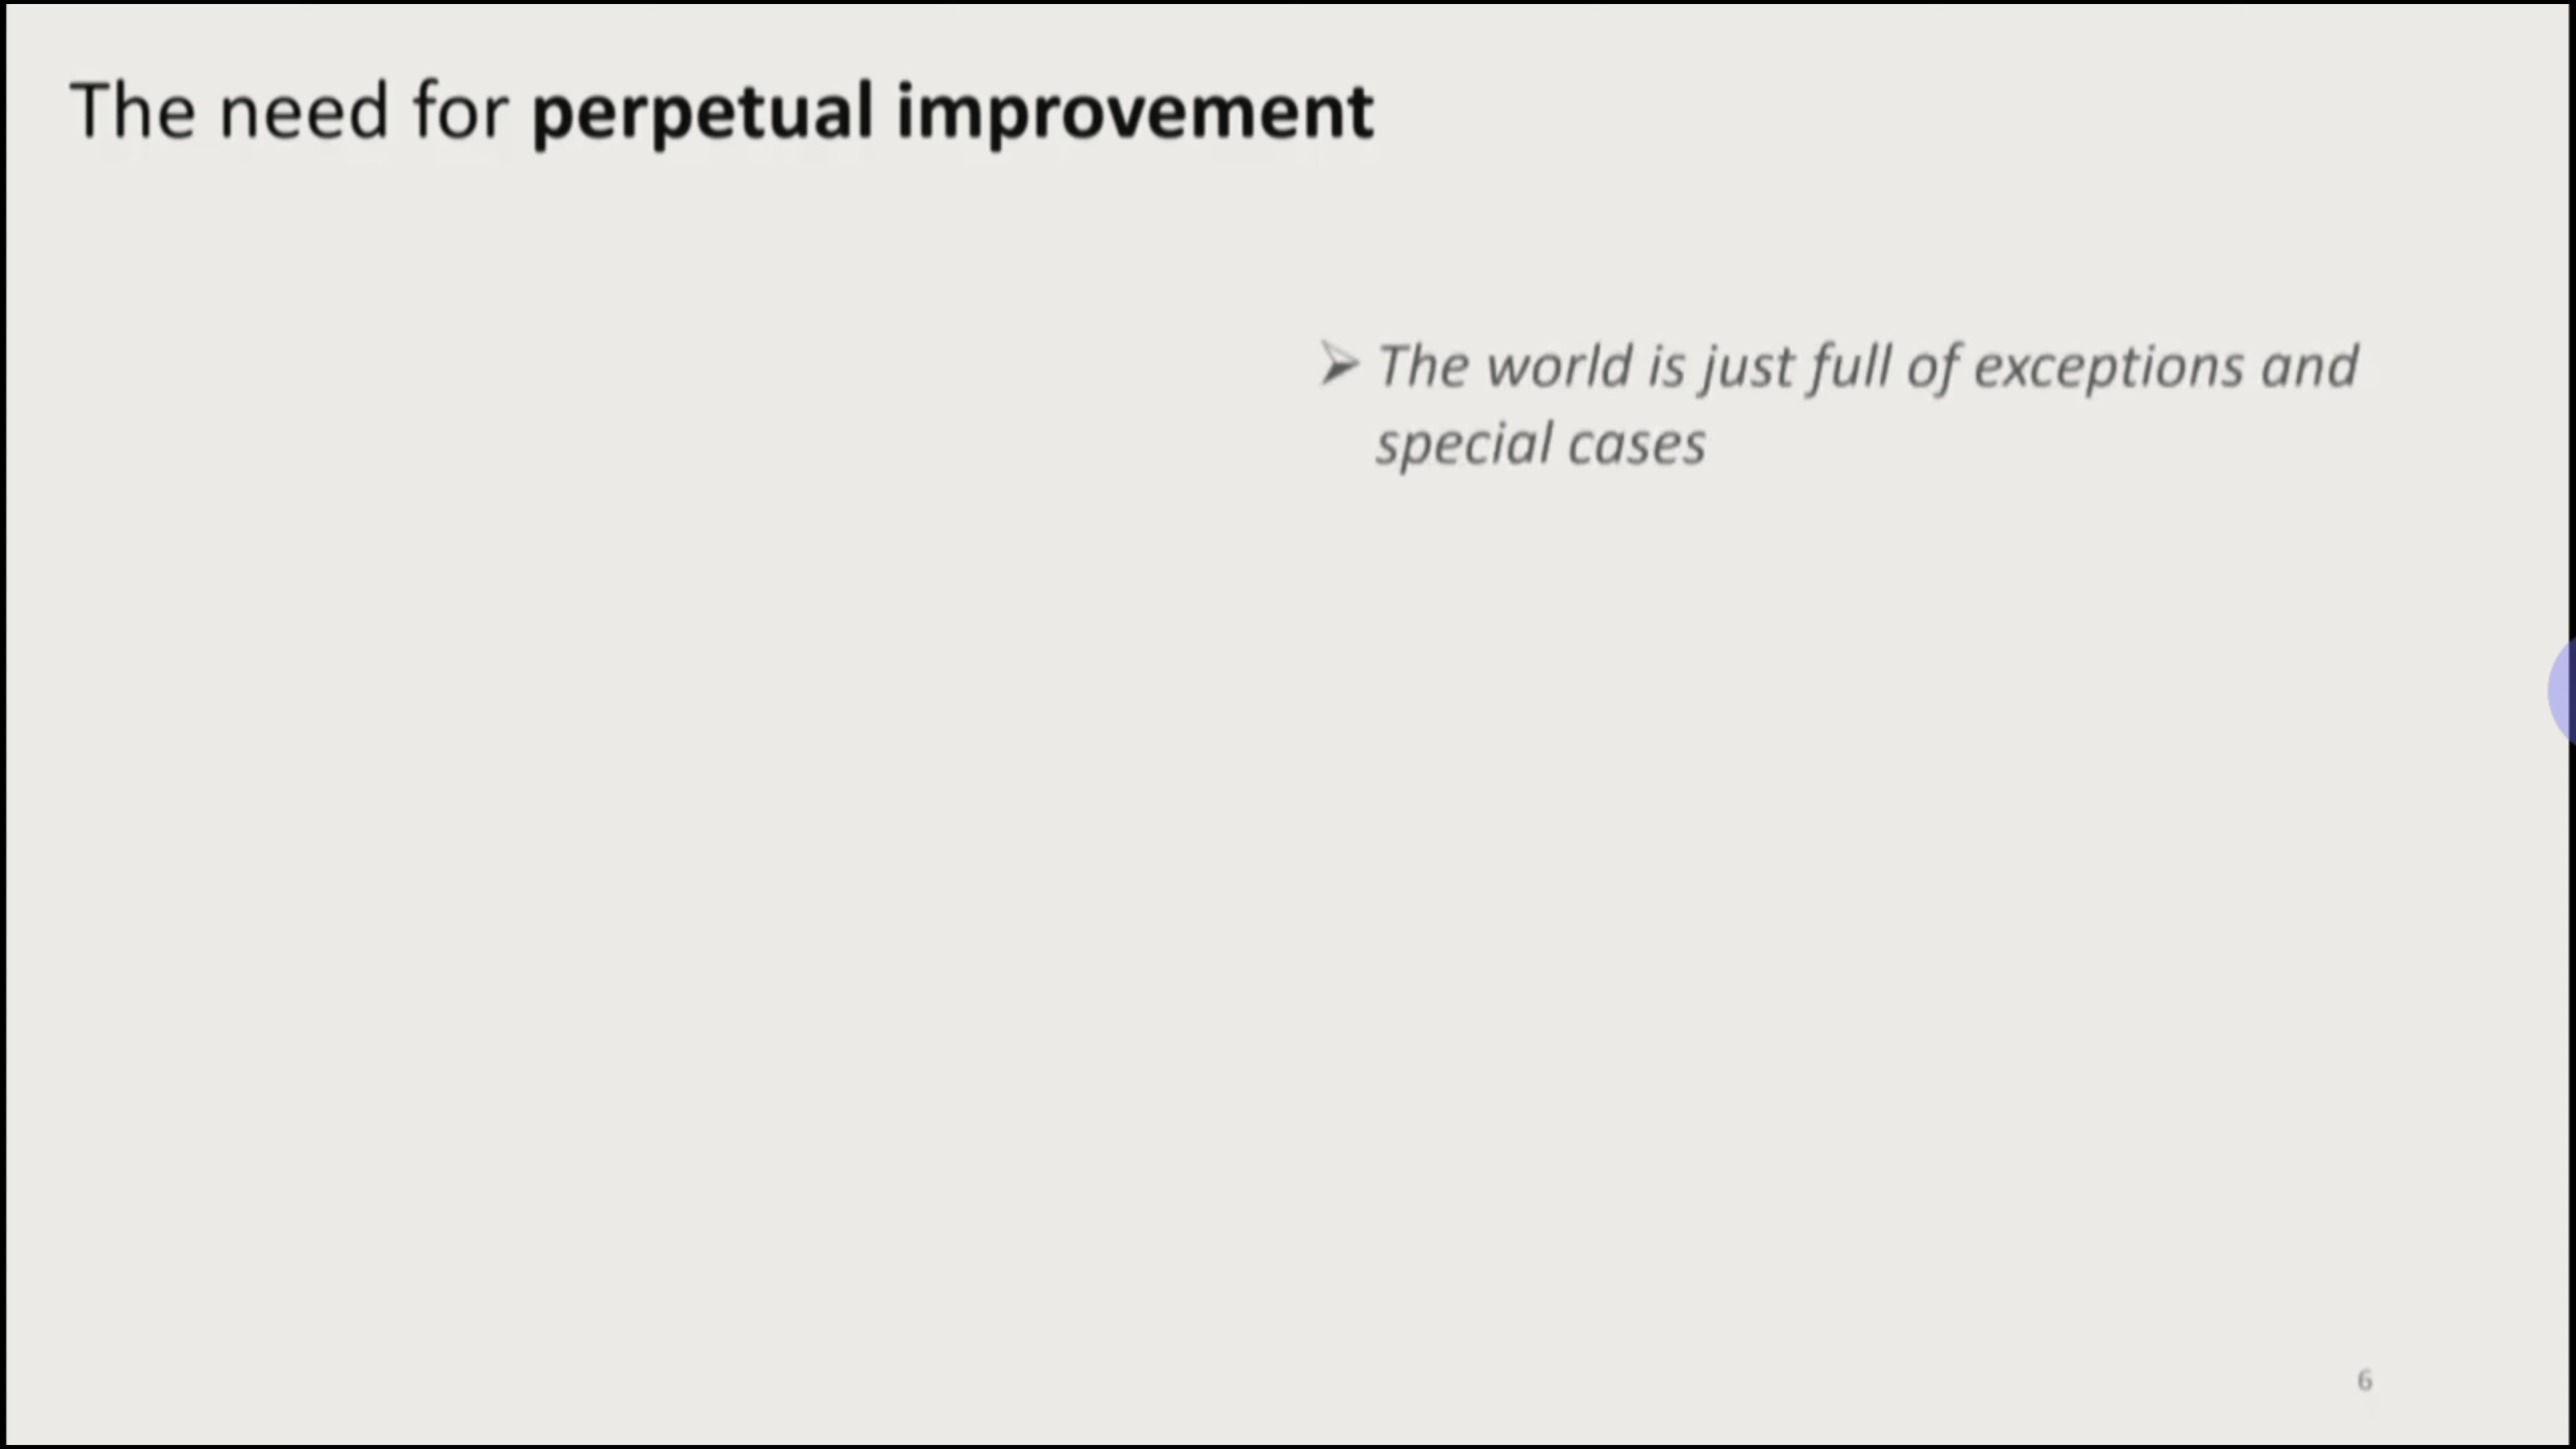 The need for perpetual improvement
➢ The world is just full of exceptions and
special cases
6